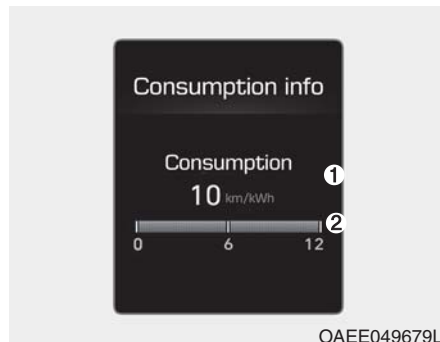 Consumption info
Consumption
①
10 km/kWh
②
0 6 12
OAEE049679L